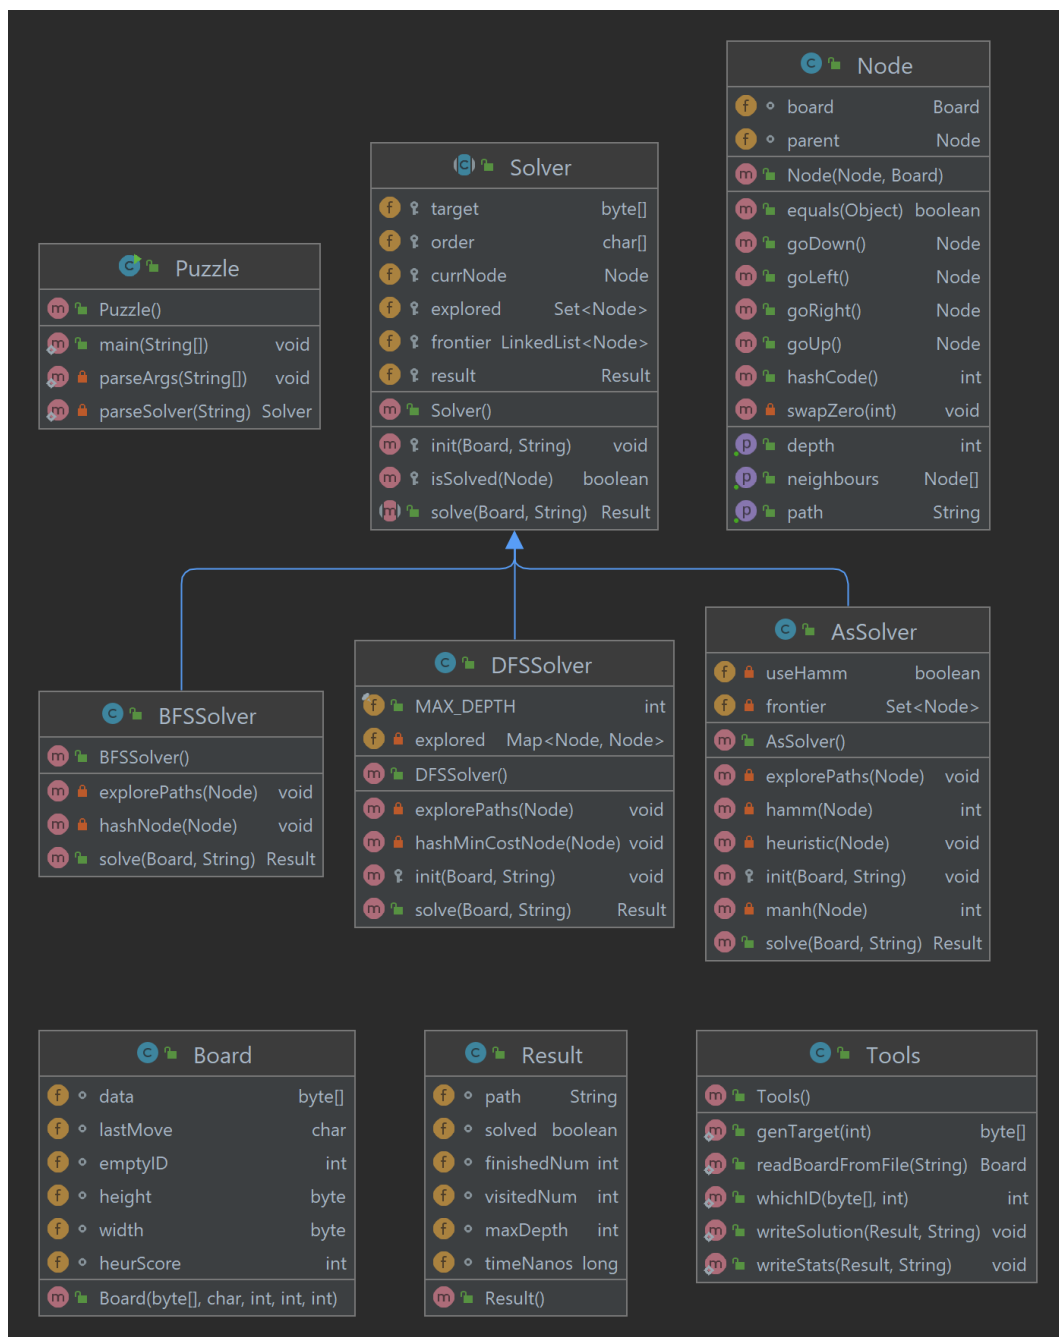 Node
board Board
parent Node
Node(Node, Board)
equals(Object) boolean
goDown() Node
goLeft() Node
goRight() Node
goUp() Node
hashCode() int
swapZero(int) void
depth int
neighbours Node[]
path String
Solver
target byte[]
order char[]
currNode Node
explored Set<Node>
frontier LinkedList<Node>
result Result
Solver()
init(Board, String) void
isSolved(Node) boolean
solve(Board, String) Result
Puzzle
Puzzle()
main(String[]) void
parseArgs(String[]) void
parseSolver(String) Solver
BFSSolver
BFSSolver()
explorePaths(Node) void
hashNode(Node) void
solve(Board, String) Result
DFSSolver
MAX_DEPTH int
explored Map<Node, Node>
DFSSolver()
explorePaths(Node) void
hashMinCostNode(Node) void
init(Board, String) void
solve(Board, String) Result
AsSolver
useHamm boolean
frontier Set<Node>
AsSolver()
explorePaths(Node) void
hamm(Node) int
heuristic(Node) void
init(Board, String) void
manh(Node) int
solve(Board, String) Result
Board
data byte[]
lastMove char
emptyID int
height byte
width byte
heurScore int
Board(byte[], char, int, int, int)
Result
path String
solved boolean
finishedNum int
visitedNum int
maxDepth int
timeNanos long
Result()
Tools
Tools()
genTarget(int) byte[]
readBoardFromFile(String) Board
whichID(byte[], int) int
writeSolution(Result, String) void
writeStats(Result, String) void